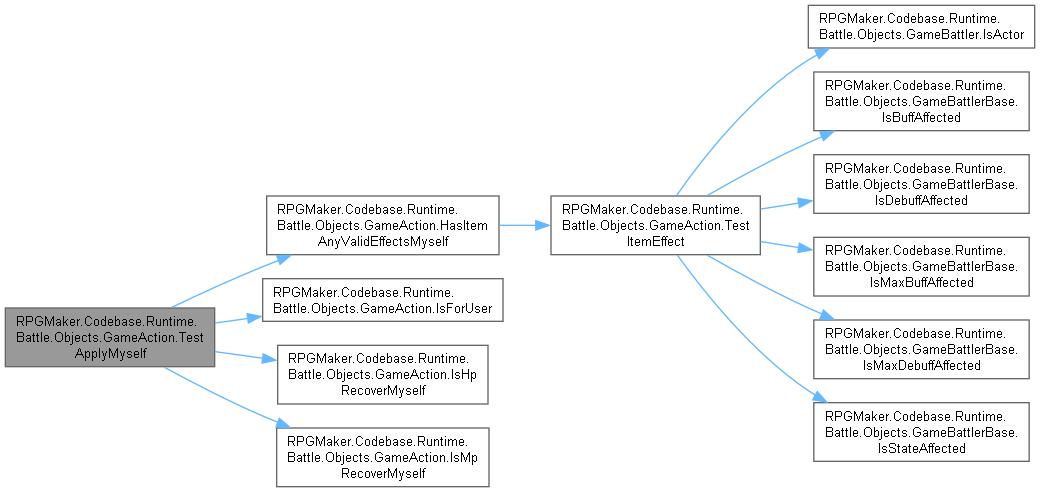 RPGMaker.Codebase.Runtime.
Battle.Objects.GameAction.Test
ApplyMyself
RPGMaker.Codebase.Runtime.
Battle.Objects.GameAction.HasItem
AnyValidEffectsMyself
RPGMaker.Codebase.Runtime.
Battle.Objects.GameAction.IsForUser
RPGMaker.Codebase.Runtime.
Battle.Objects.GameAction.IsHp
RecoverMyself
RPGMaker.Codebase.Runtime.
Battle.Objects.GameAction.IsMp
RecoverMyself
RPGMaker.Codebase.Runtime.
Battle.Objects.GameAction.Test
ItemEffect
RPGMaker.Codebase.Runtime.
Battle.Objects.GameBattler.IsActor
RPGMaker.Codebase.Runtime.
Battle.Objects.GameBattlerBase.
IsBuffAffected
RPGMaker.Codebase.Runtime.
Battle.Objects.GameBattlerBase.
IsDebuffAffected
RPGMaker.Codebase.Runtime.
Battle.Objects.GameBattlerBase.
IsMaxBuffAffected
RPGMaker.Codebase.Runtime.
Battle.Objects.GameBattlerBase.
IsMaxDebuffAffected
RPGMaker.Codebase.Runtime.
Battle.Objects.GameBattlerBase.
IsStateAffected